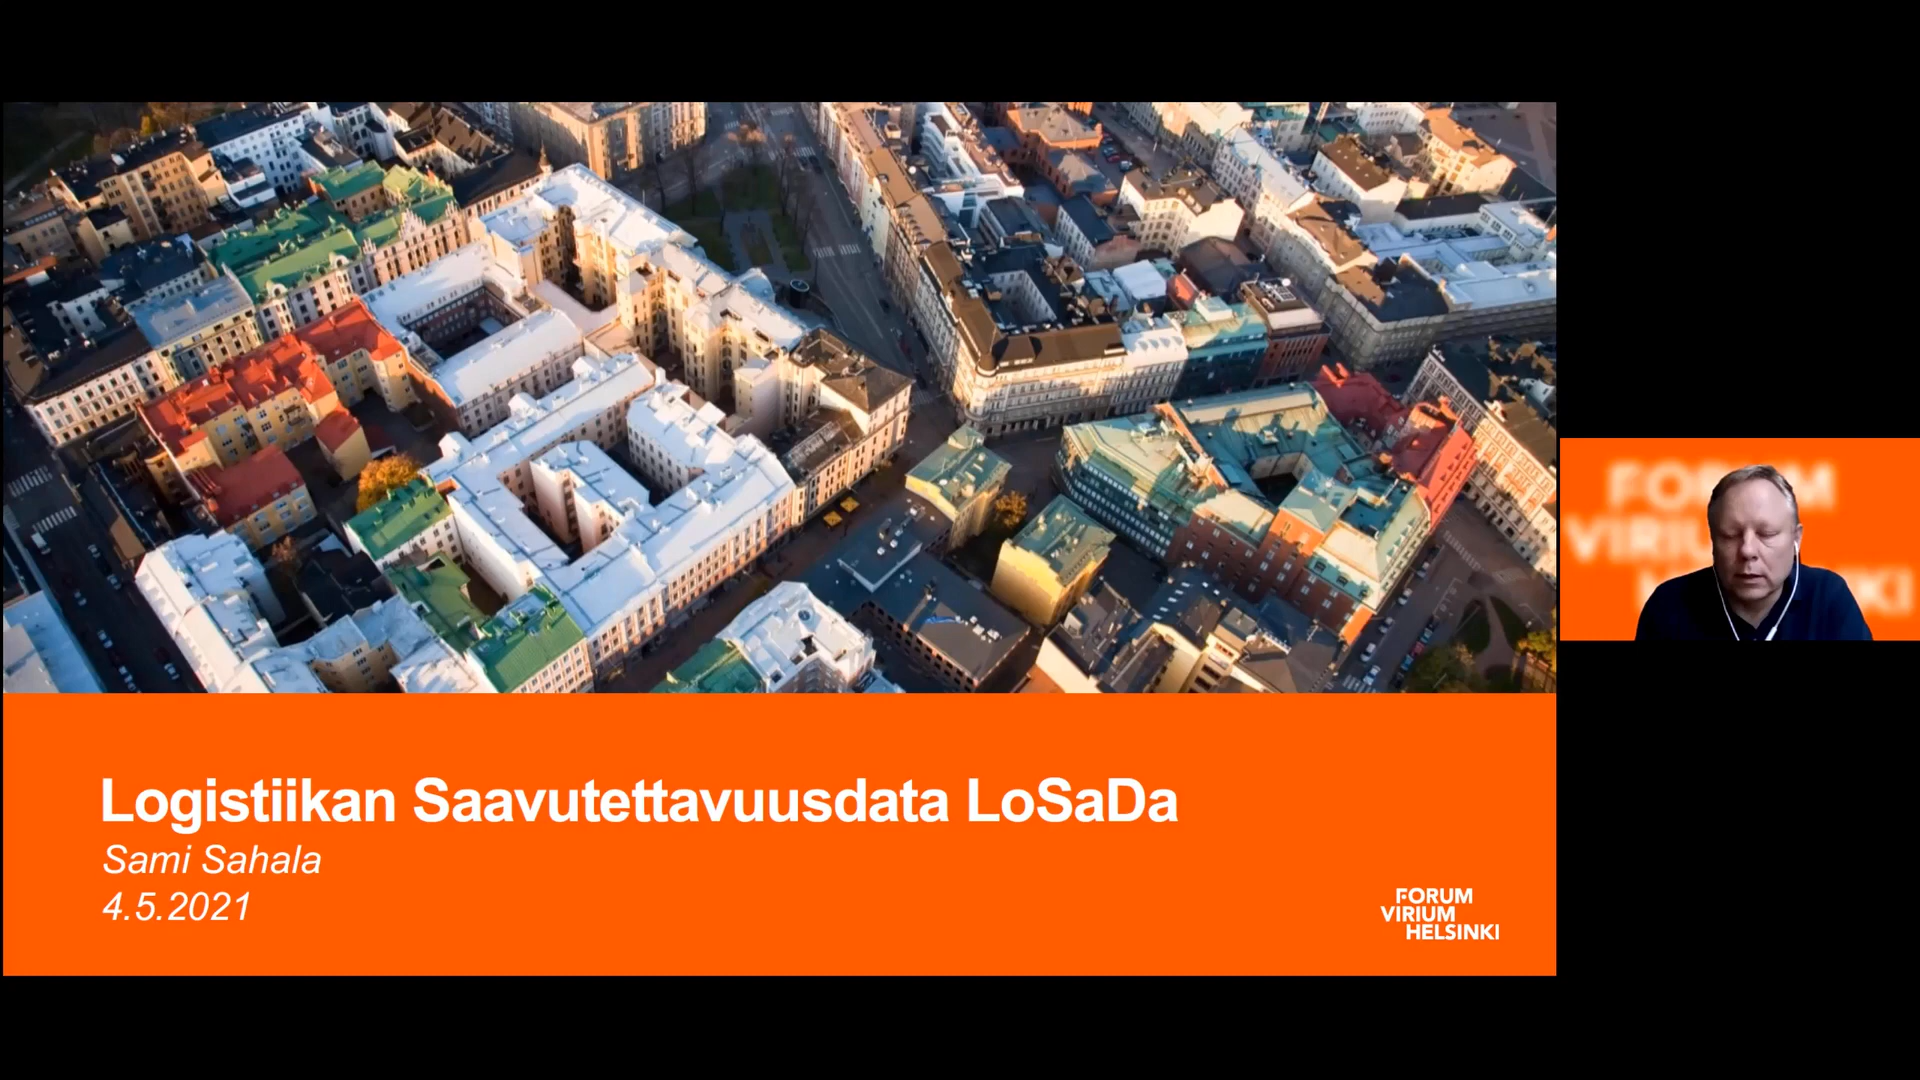 Logistiikan Saavutettavuusdata LoSaDa
Sami Sahala
4.5.2021
FORUM
VIRIUM
HELSINKI